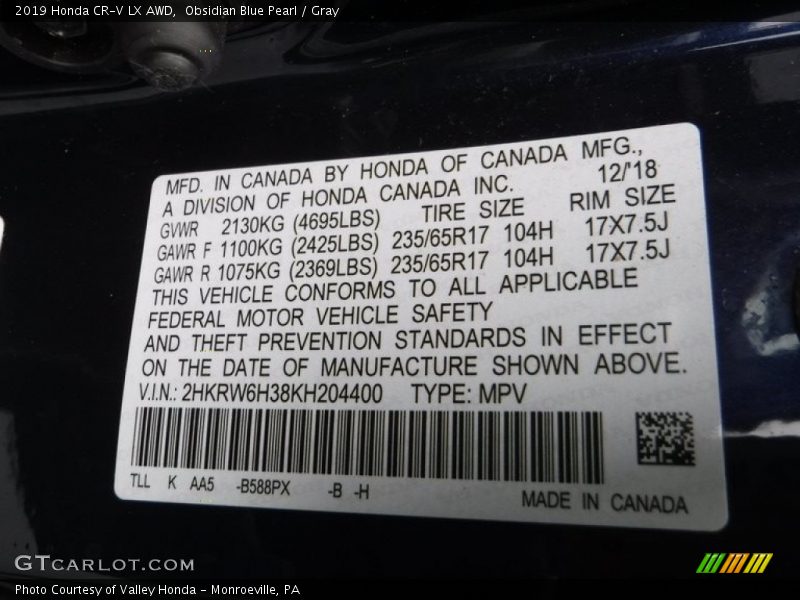 2019 Honda CR-V LX AWD,  Obsidian Blue Pearl / Gray
MFD. IN CANADA BY HONDA OF CANADA MFG.,
A DIVISION OF HONDA CANADA INC. 12/'18
GVWR 2130KG (4695LBS) TIRE SIZE RIM SIZE
GAWR F 1100KG (2425LBS) 235/65R17 104H 17X7.5J
GAWR R 1075KG (2369LBS) 235/65R17 104H 17X7.5J
THIS VEHICLE CONFORMS TO ALL APPLICABLE
FEDERAL MOTOR VEHICLE SAFETY
AND THEFT PREVENTION STANDARDS IN EFFECT
ON THE DATE OF MANUFACTURE SHOWN ABOVE.
V.I.N.: 2HKRW6H38KH204400 TYPE: MPV
TLL K AA5 -B588PX -B -H
MADE IN CANADA
GTCARLOT.COM
Photo Courtesy of Valley Honda - Monroeville, PA